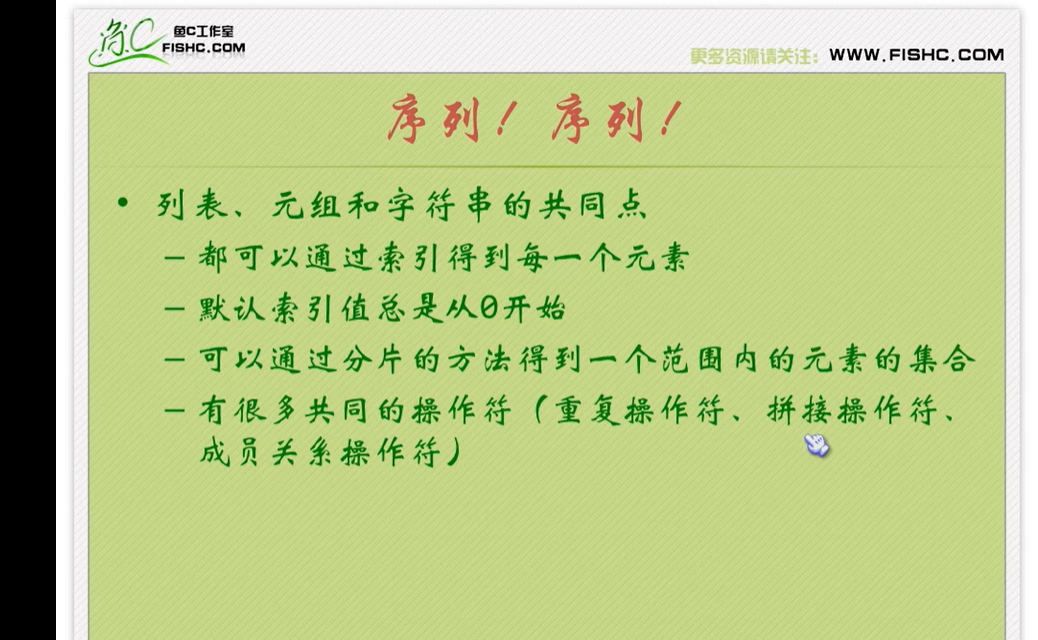 鱼C工作室
FISHC.COM
更多资源请关注：WWW.FISHC.COM
序列！序列！
• 列表、元组和字符串的共同点
– 都可以通过索引得到每一个元素
– 默认索引值总是从0开始
– 可以通过分片的方法得到一个范围内的元素的集合
– 有很多共同的操作符（重复操作符、拼接操作符、
成员关系操作符）